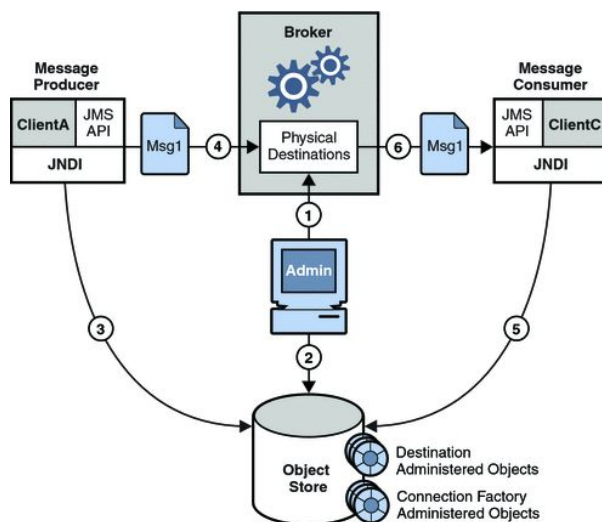 Broker
Message
Producer
Message
Consumer
ClientA
JMS
API
JNDI
Msg1
4
Physical
Destinations
6
Msg1
JMS
API
ClientC
JNDI
1
Admin
3
2
5
Object
Store
Destination
Administered Objects
Connection Factory
Administered Objects